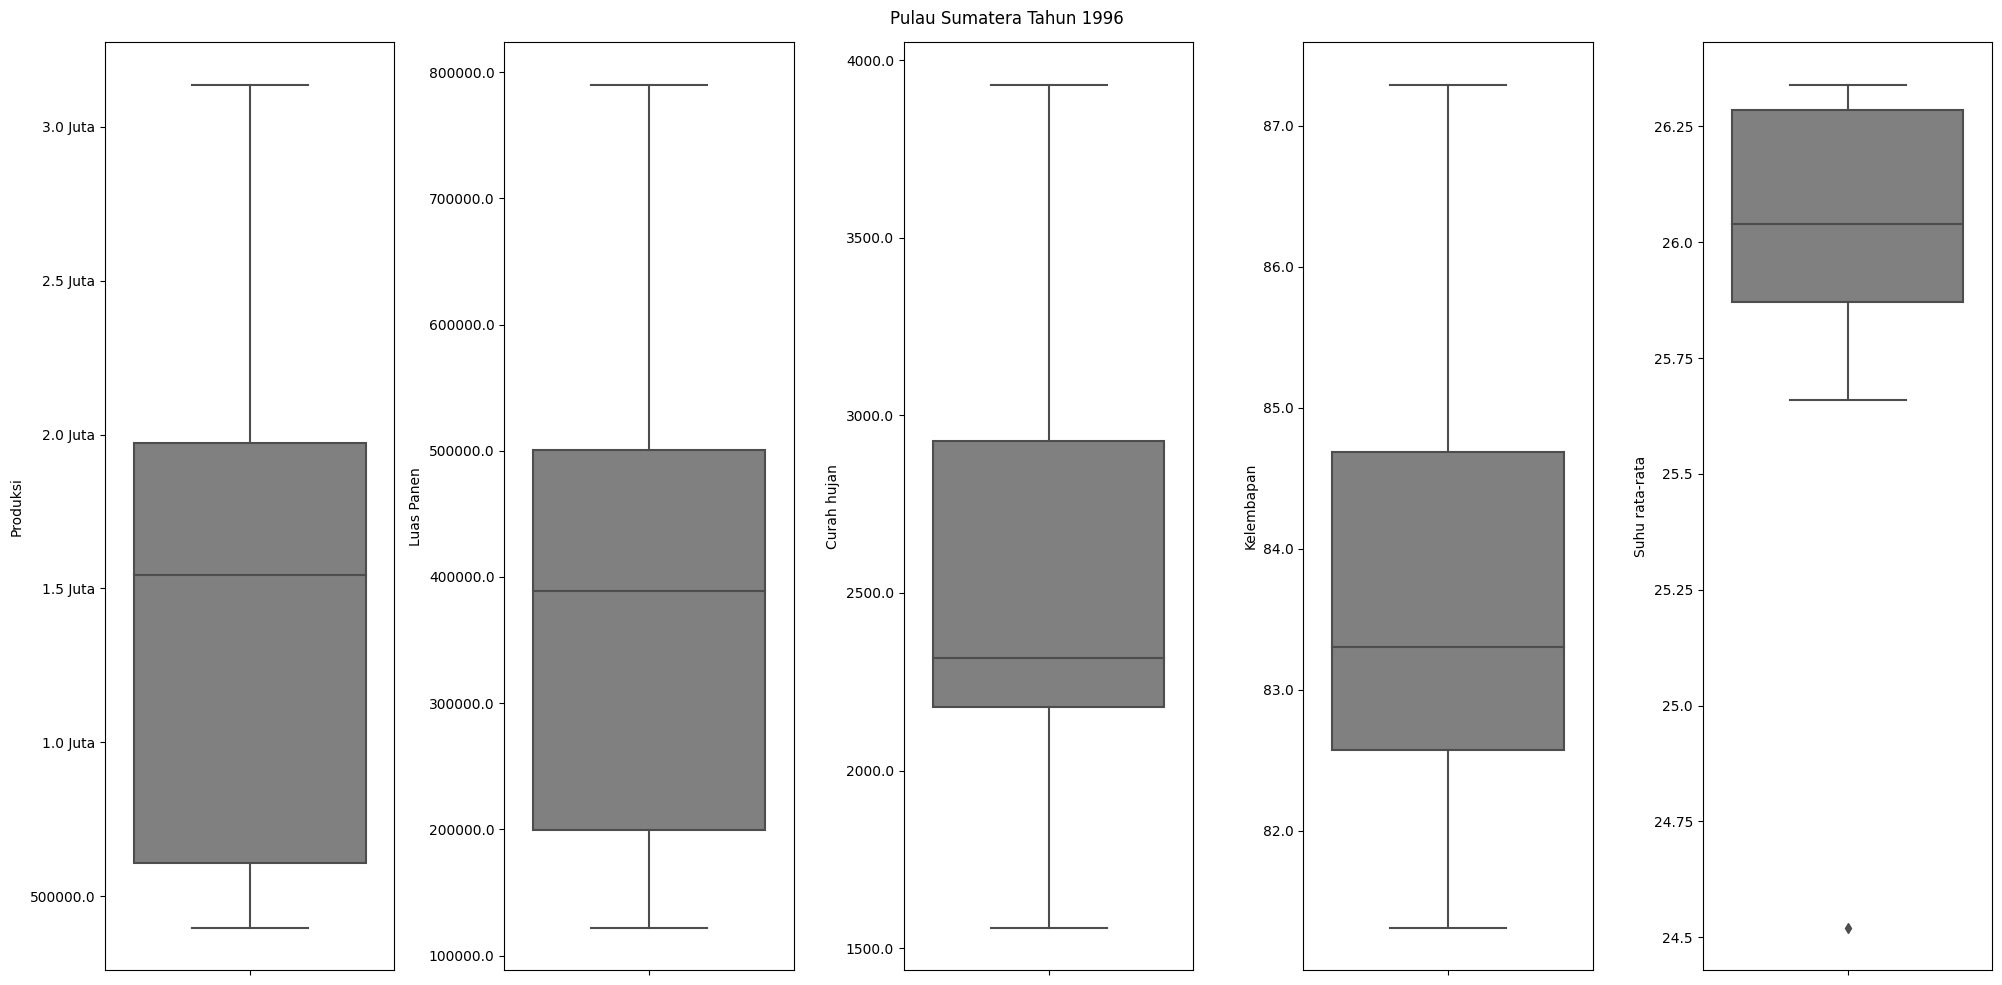 Pulau Sumatera Tahun 1996
Produksi
3.0 Juta
2.5 Juta
2.0 Juta
1.5 Juta
1.0 Juta
500000.0
Luas Panen
800000.0
700000.0
600000.0
500000.0
400000.0
300000.0
200000.0
100000.0
Curah hujan
4000.0
3500.0
3000.0
2500.0
2000.0
1500.0
Kelembapan
87.0
86.0
85.0
84.0
83.0
82.0
Suhu rata-rata
26.25
26.0
25.75
25.5
25.25
25.0
24.75
24.5